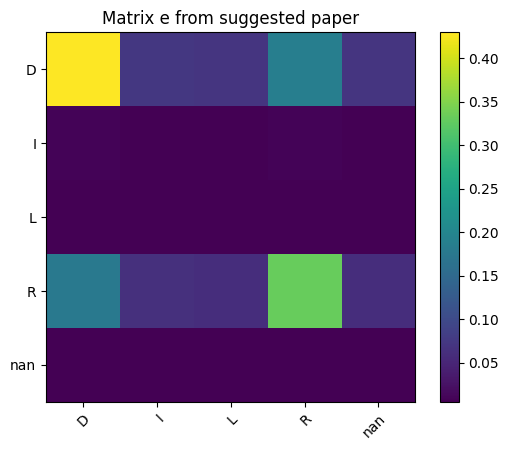 Matrix e from suggested paper
D
I
L
R
nan
D
I
L
R
nan
0.40
0.35
0.30
0.25
0.20
0.15
0.10
0.05